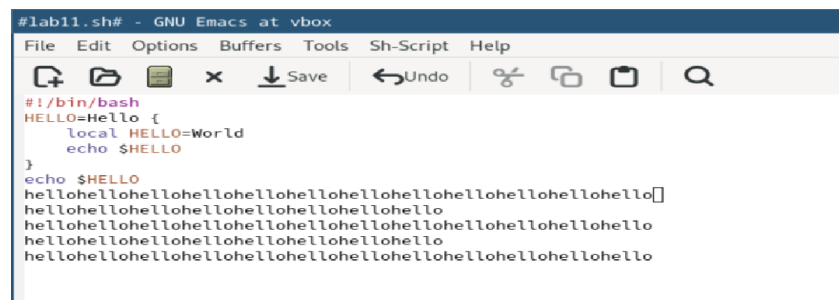 #lab11.sh# - GNU Emacs at vbox
File Edit Options Buffers Tools Sh-Script Help
Save Undo
#!/bin/bash
HELLO=Hello {
    local HELLO=World
    echo $HELLO
}
echo $HELLO
hellohellohellohellohellohellohellohellohellohellohellohello
hellohellohellohellohellohellohellohello
hellohellohellohellohellohellohellohellohellohellohellohello
hellohellohellohellohellohellohellohello
hellohellohellohellohellohellohellohellohellohellohellohello